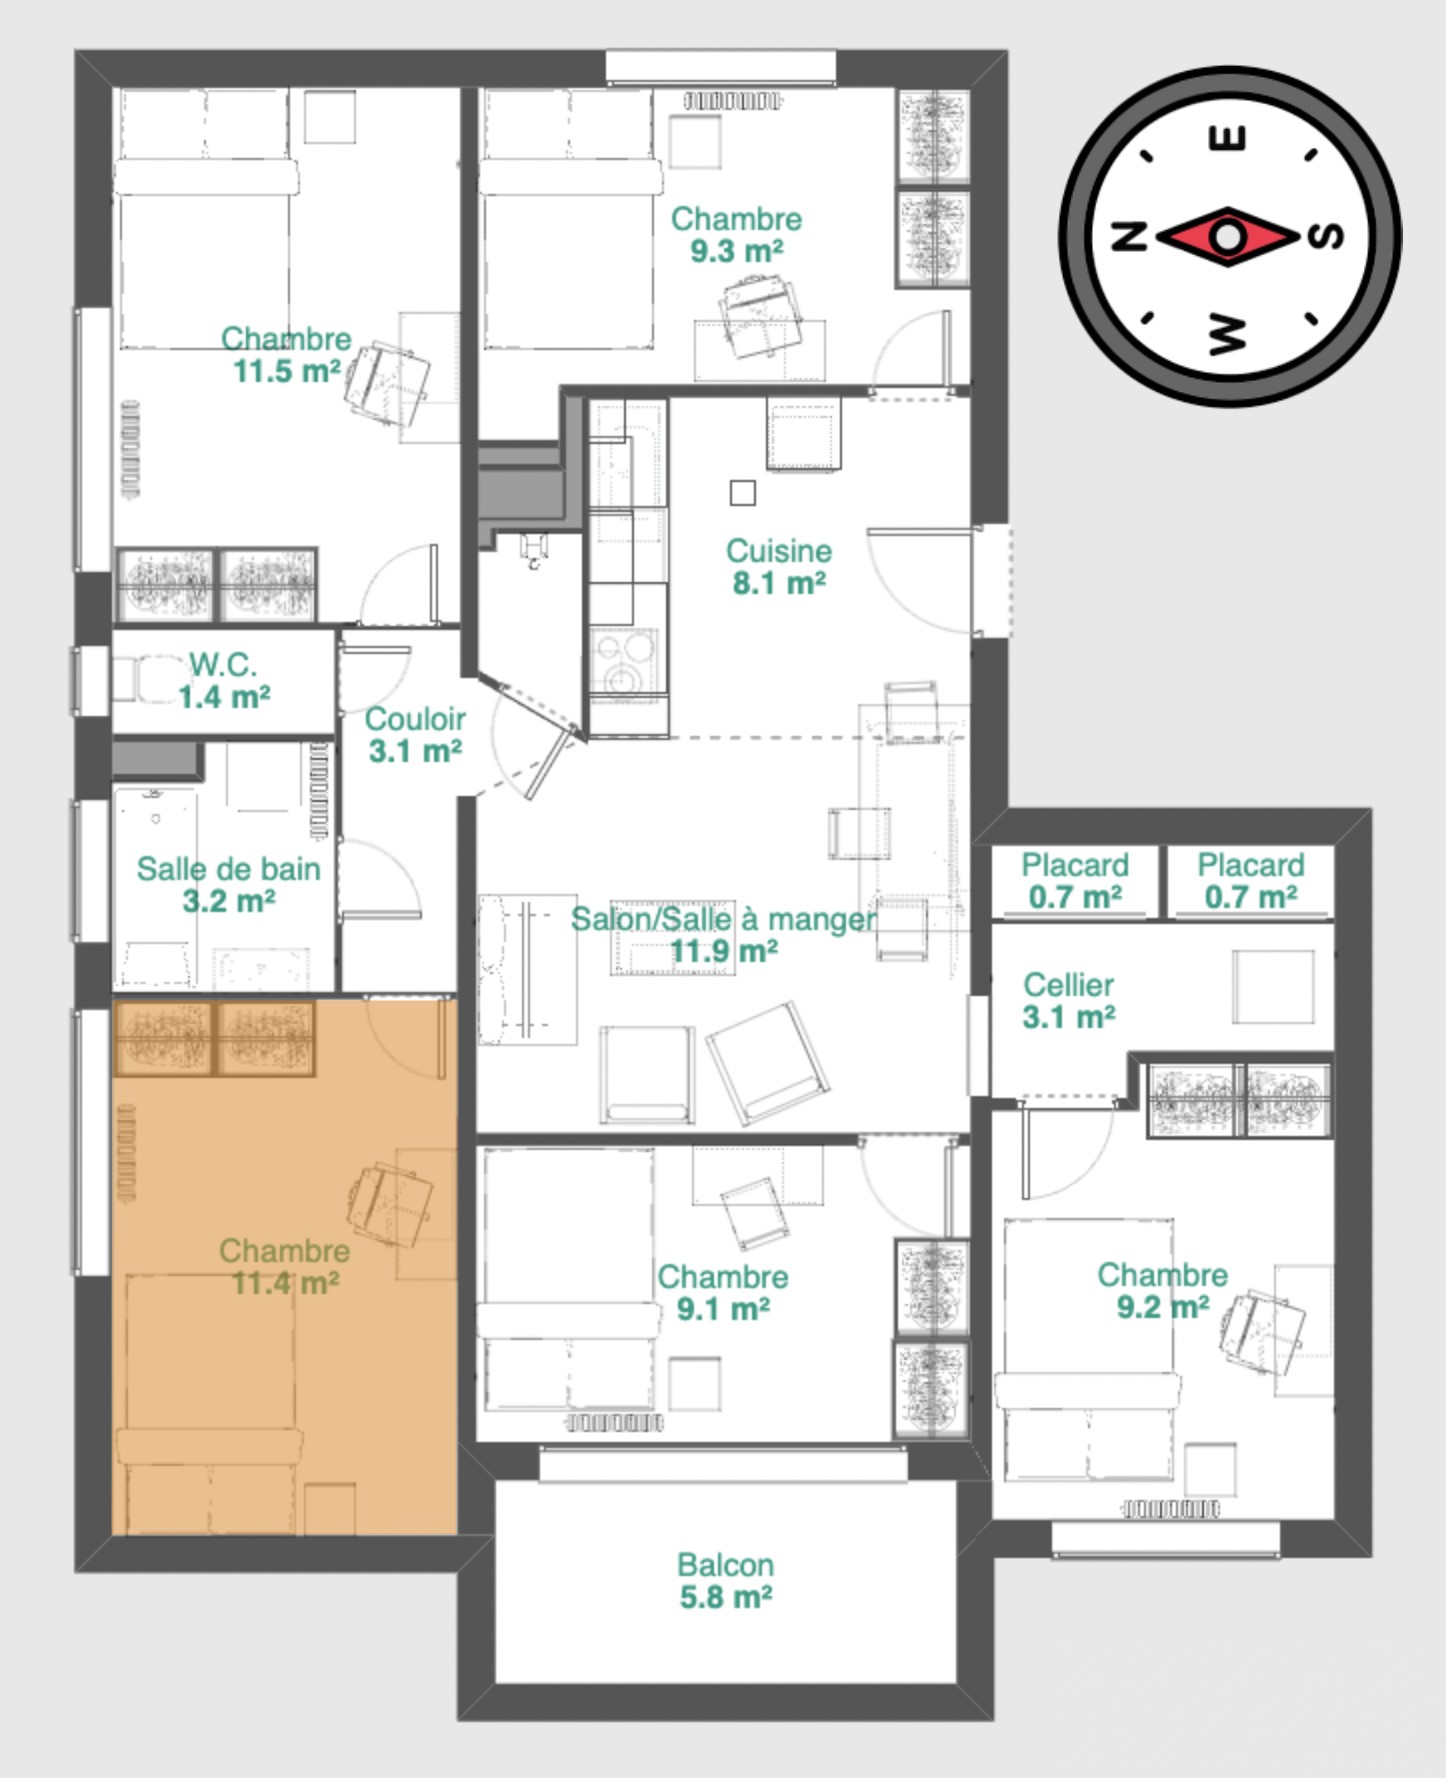 E
N
S
W
Chambre
9.3 m²
Chambre
11.5 m²
Cuisine
8.1 m²
W.C.
1.4 m²
Couloir
3.1 m²
Salle de bain
3.2 m²
Placard
0.7 m²
Placard
0.7 m²
Salon/Salle à manger
11.9 m²
Cellier
3.1 m²
Chambre
11.4 m²
Chambre
9.1 m²
Chambre
9.2 m²
Balcon
5.8 m²